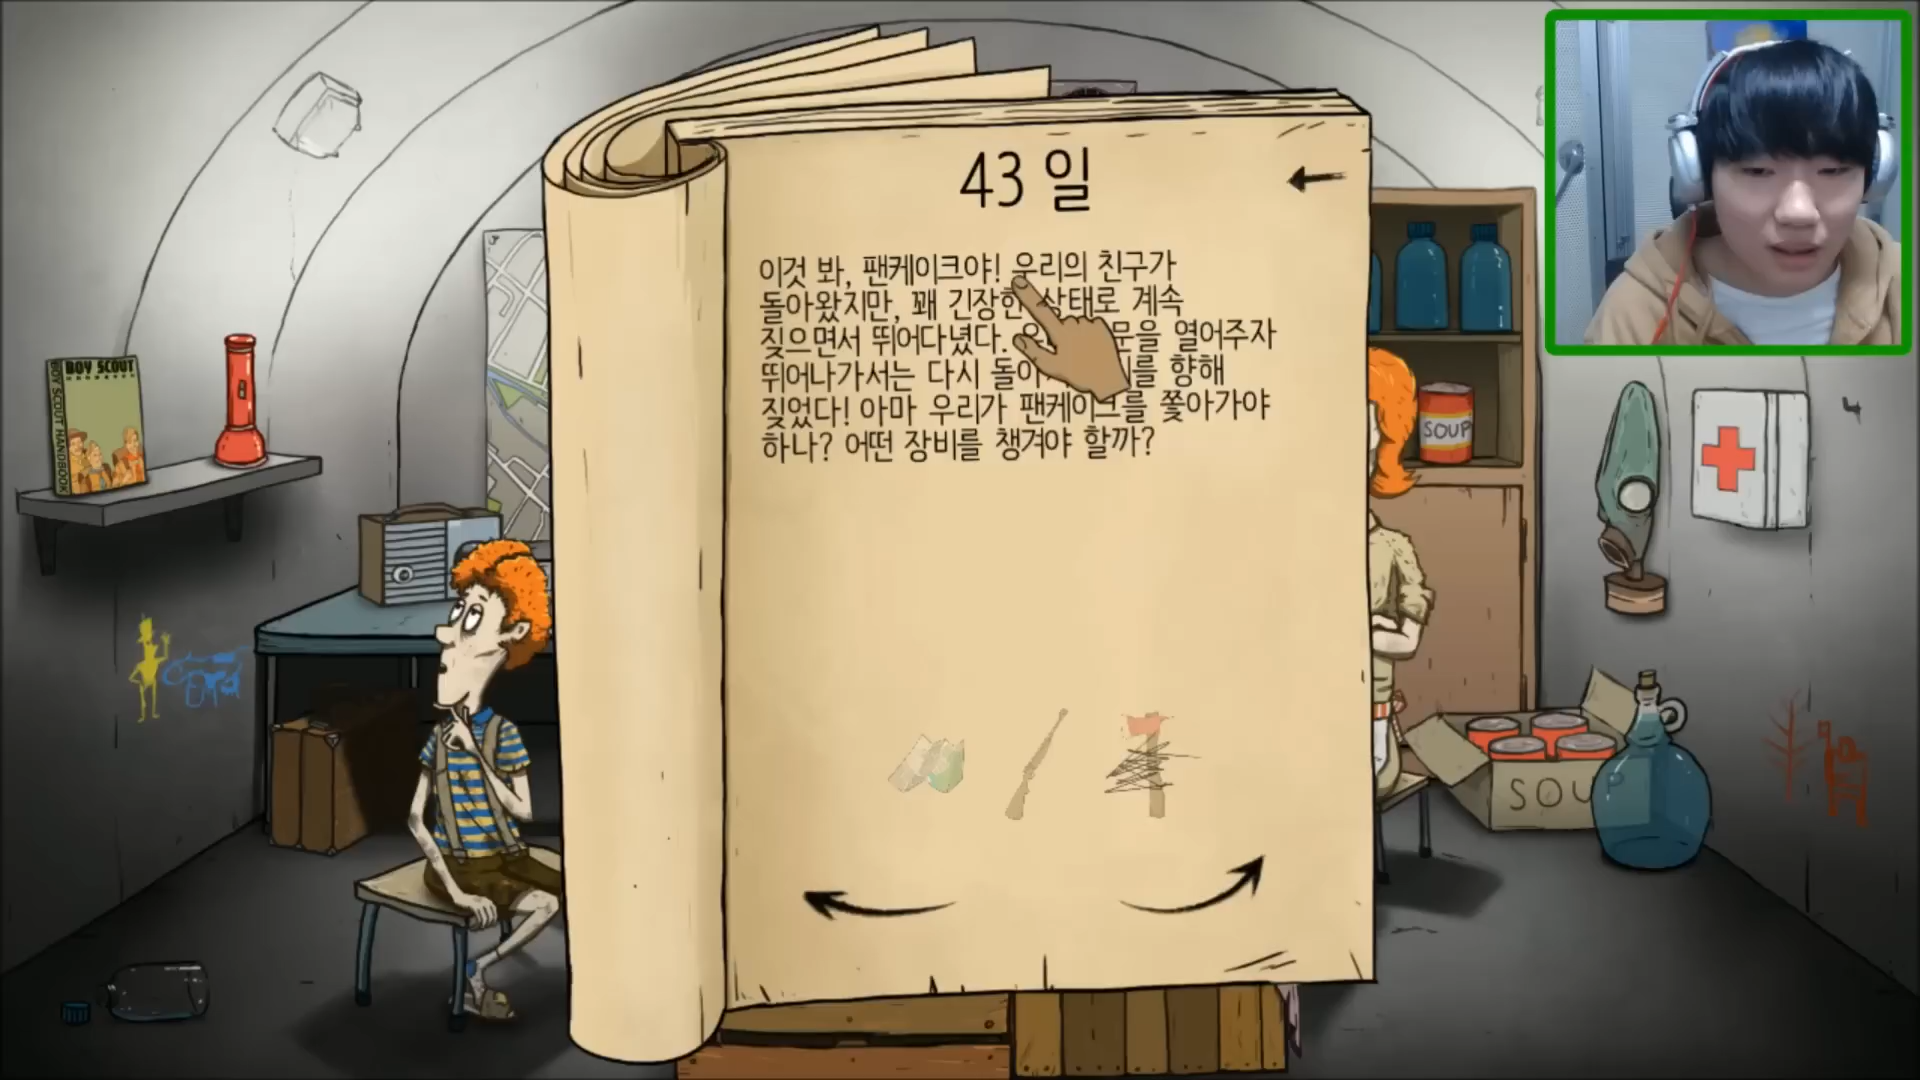 43 일
이것 봐, 팬케이크야! 우리의 친구가
돌아왔지만, 꽤 긴장한 상태로 계속
짖으면서 뛰어다녔다. 문을 열어주자
뛰어나가서는 다시 향해
짖었다! 아마 우리가 팬케이크를 쫓아가야
하나? 어떤 장비를 챙겨야 할까?
BOY SCOUT
BOY SCOUT HANDBOOK
SOUP
SOUP